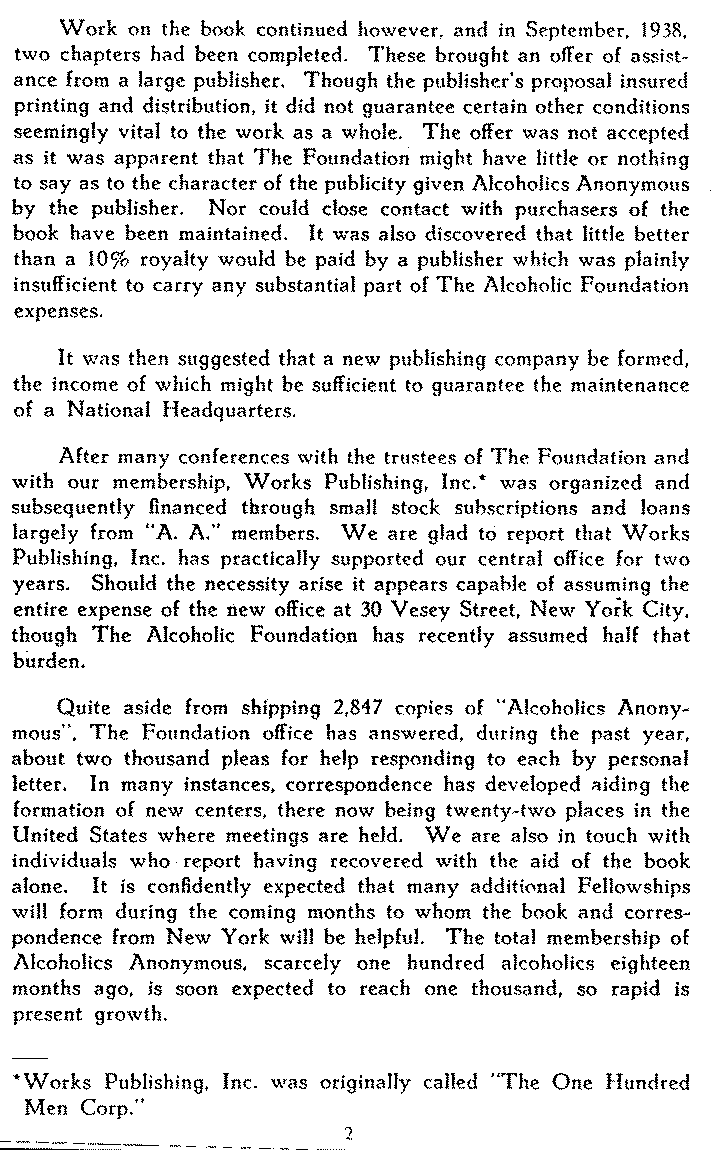 Work on the book continued however, and in September, 1938,
two chapters had been completed. These brought an offer of assist-
ance from a large publisher. Though the publisher's proposal insured
printing and distribution, it did not guarantee certain other conditions
seemingly vital to the work as a whole. The offer was not accepted
as it was apparent that The Foundation might have little or nothing
to say as to the character of the publicity given Alcoholics Anonymous
by the publisher. Nor could close contact with purchasers of the
book have been maintained. It was also discovered that little better
than a 10% royalty would be paid by a publisher which was plainly
insufficient to carry any substantial part of The Alcoholic Foundation
expenses.
It was then suggested that a new publishing company be formed,
the income of which might be sufficient to guarantee the maintenance
of a National Headquarters.
After many conferences with the trustees of The Foundation and
with our membership, Works Publishing, Inc.* was organized and
subsequently financed through small stock subscriptions and loans
largely from "A. A." members. We are glad to report that Works
Publishing, Inc. has practically supported our central office for two
years. Should the necessity arise it appears capable of assuming the
entire expense of the new office at 30 Vesey Street, New York City,
though The Alcoholic Foundation has recently assumed half that
burden.
Quite aside from shipping 2,847 copies of "Alcoholics Anony-
mous", The Foundation office has answered, during the past year,
about two thousand pleas for help responding to each by personal
letter. In many instances, correspondence has developed aiding the
formation of new centers, there now being twenty-two places in the
United States where meetings are held. We are also in touch with
individuals who report having recovered with the aid of the book
alone. It is confidently expected that many additional Fellowships
will form during the coming months to whom the book and corres-
pondence from New York will be helpful. The total membership of
Alcoholics Anonymous, scarcely one hundred alcoholics eighteen
months ago, is soon expected to reach one thousand, so rapid is
present growth.
*Works Publishing, Inc. was originally called "The One Hundred
Men Corp."
2